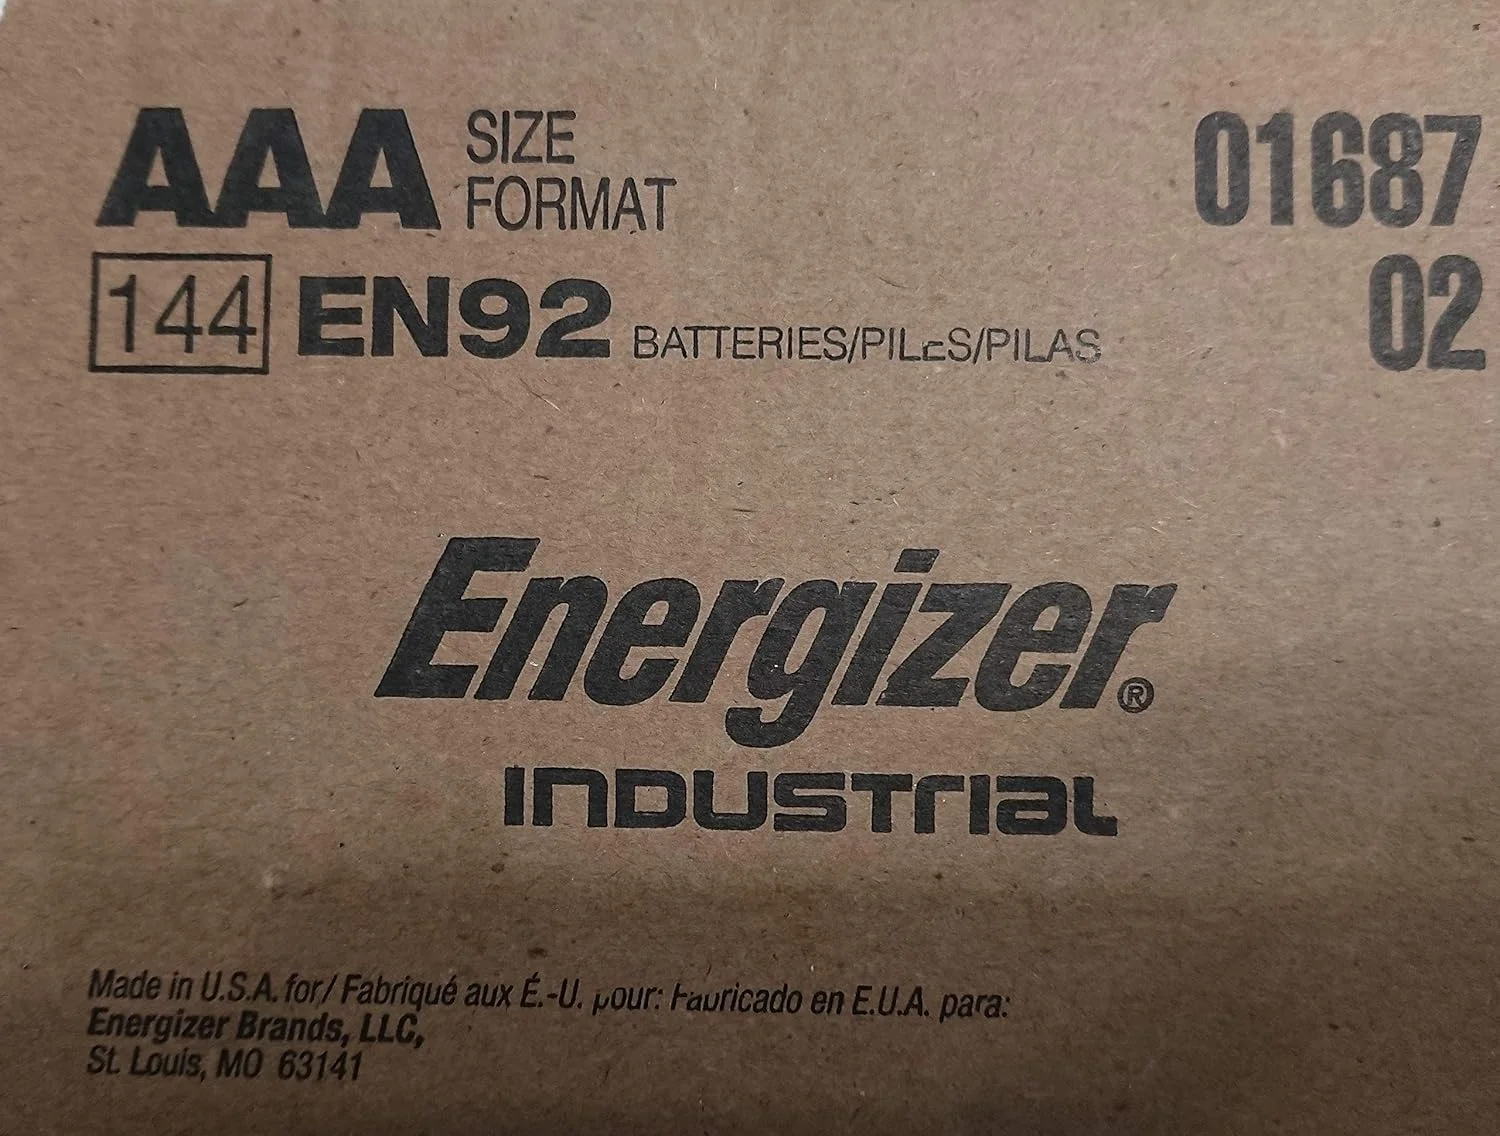 AAA SIZE
FORMAT
01687
144 EN92 BATTERIES/PILES/PILAS
02
Energizer®
INDUSTRIAL
Made in U.S.A. for/ Fabriqué aux É.-U. pour: Fabricado en E.U.A. para:
Energizer Brands, LLC,
St. Louis, MO 63141